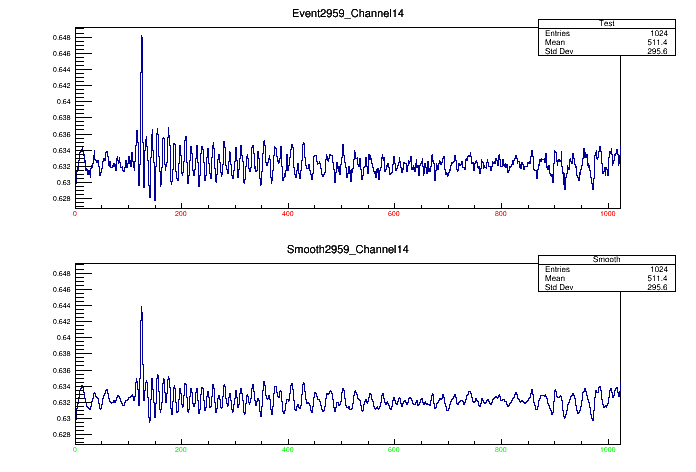 Event2959_Channel14
Test
Entries 1024
Mean 511.4
Std Dev 295.6
0.648
0.646
0.644
0.642
0.64
0.638
0.636
0.634
0.632
0.63
0.628
0 200 400 600 800 1000
Smooth2959_Channel14
Smooth
Entries 1024
Mean 511.4
Std Dev 295.6
0.648
0.646
0.644
0.642
0.64
0.638
0.636
0.634
0.632
0.63
0.628
0 200 400 600 800 1000